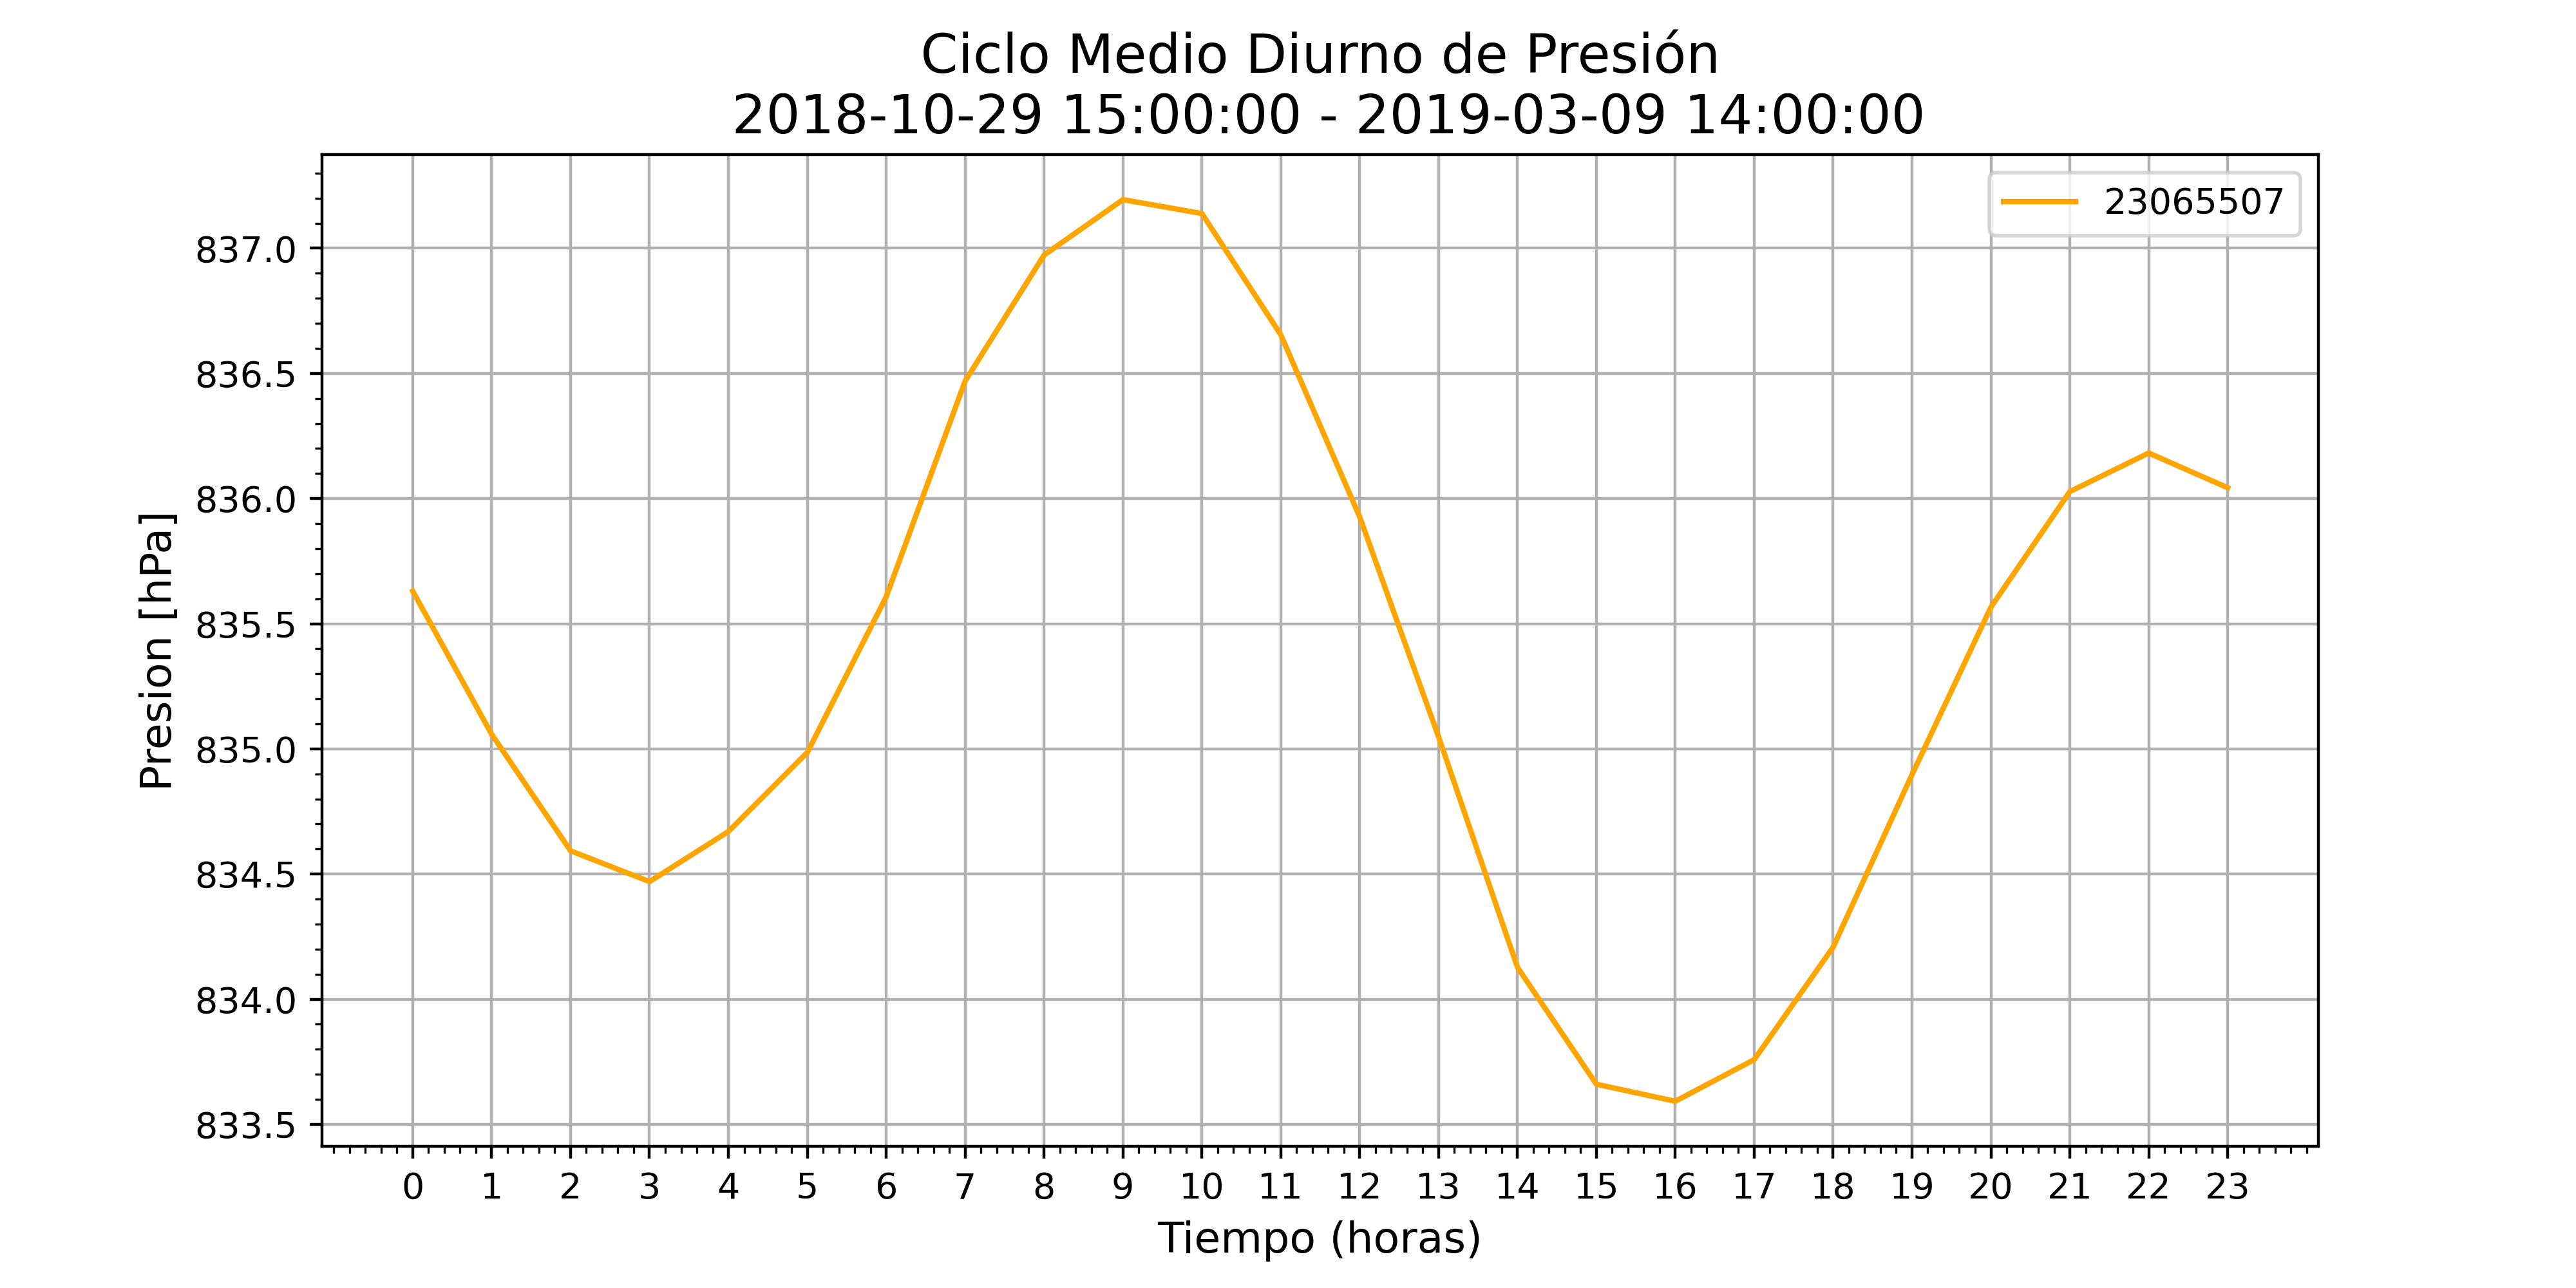 Ciclo Medio Diurno de Presión
2018-10-29 15:00:00 - 2019-03-09 14:00:00
23065507
Presion [hPa]
837.0
836.5
836.0
835.5
835.0
834.5
834.0
833.5
0 1 2 3 4 5 6 7 8 9 10 11 12 13 14 15 16 17 18 19 20 21 22 23
Tiempo (horas)